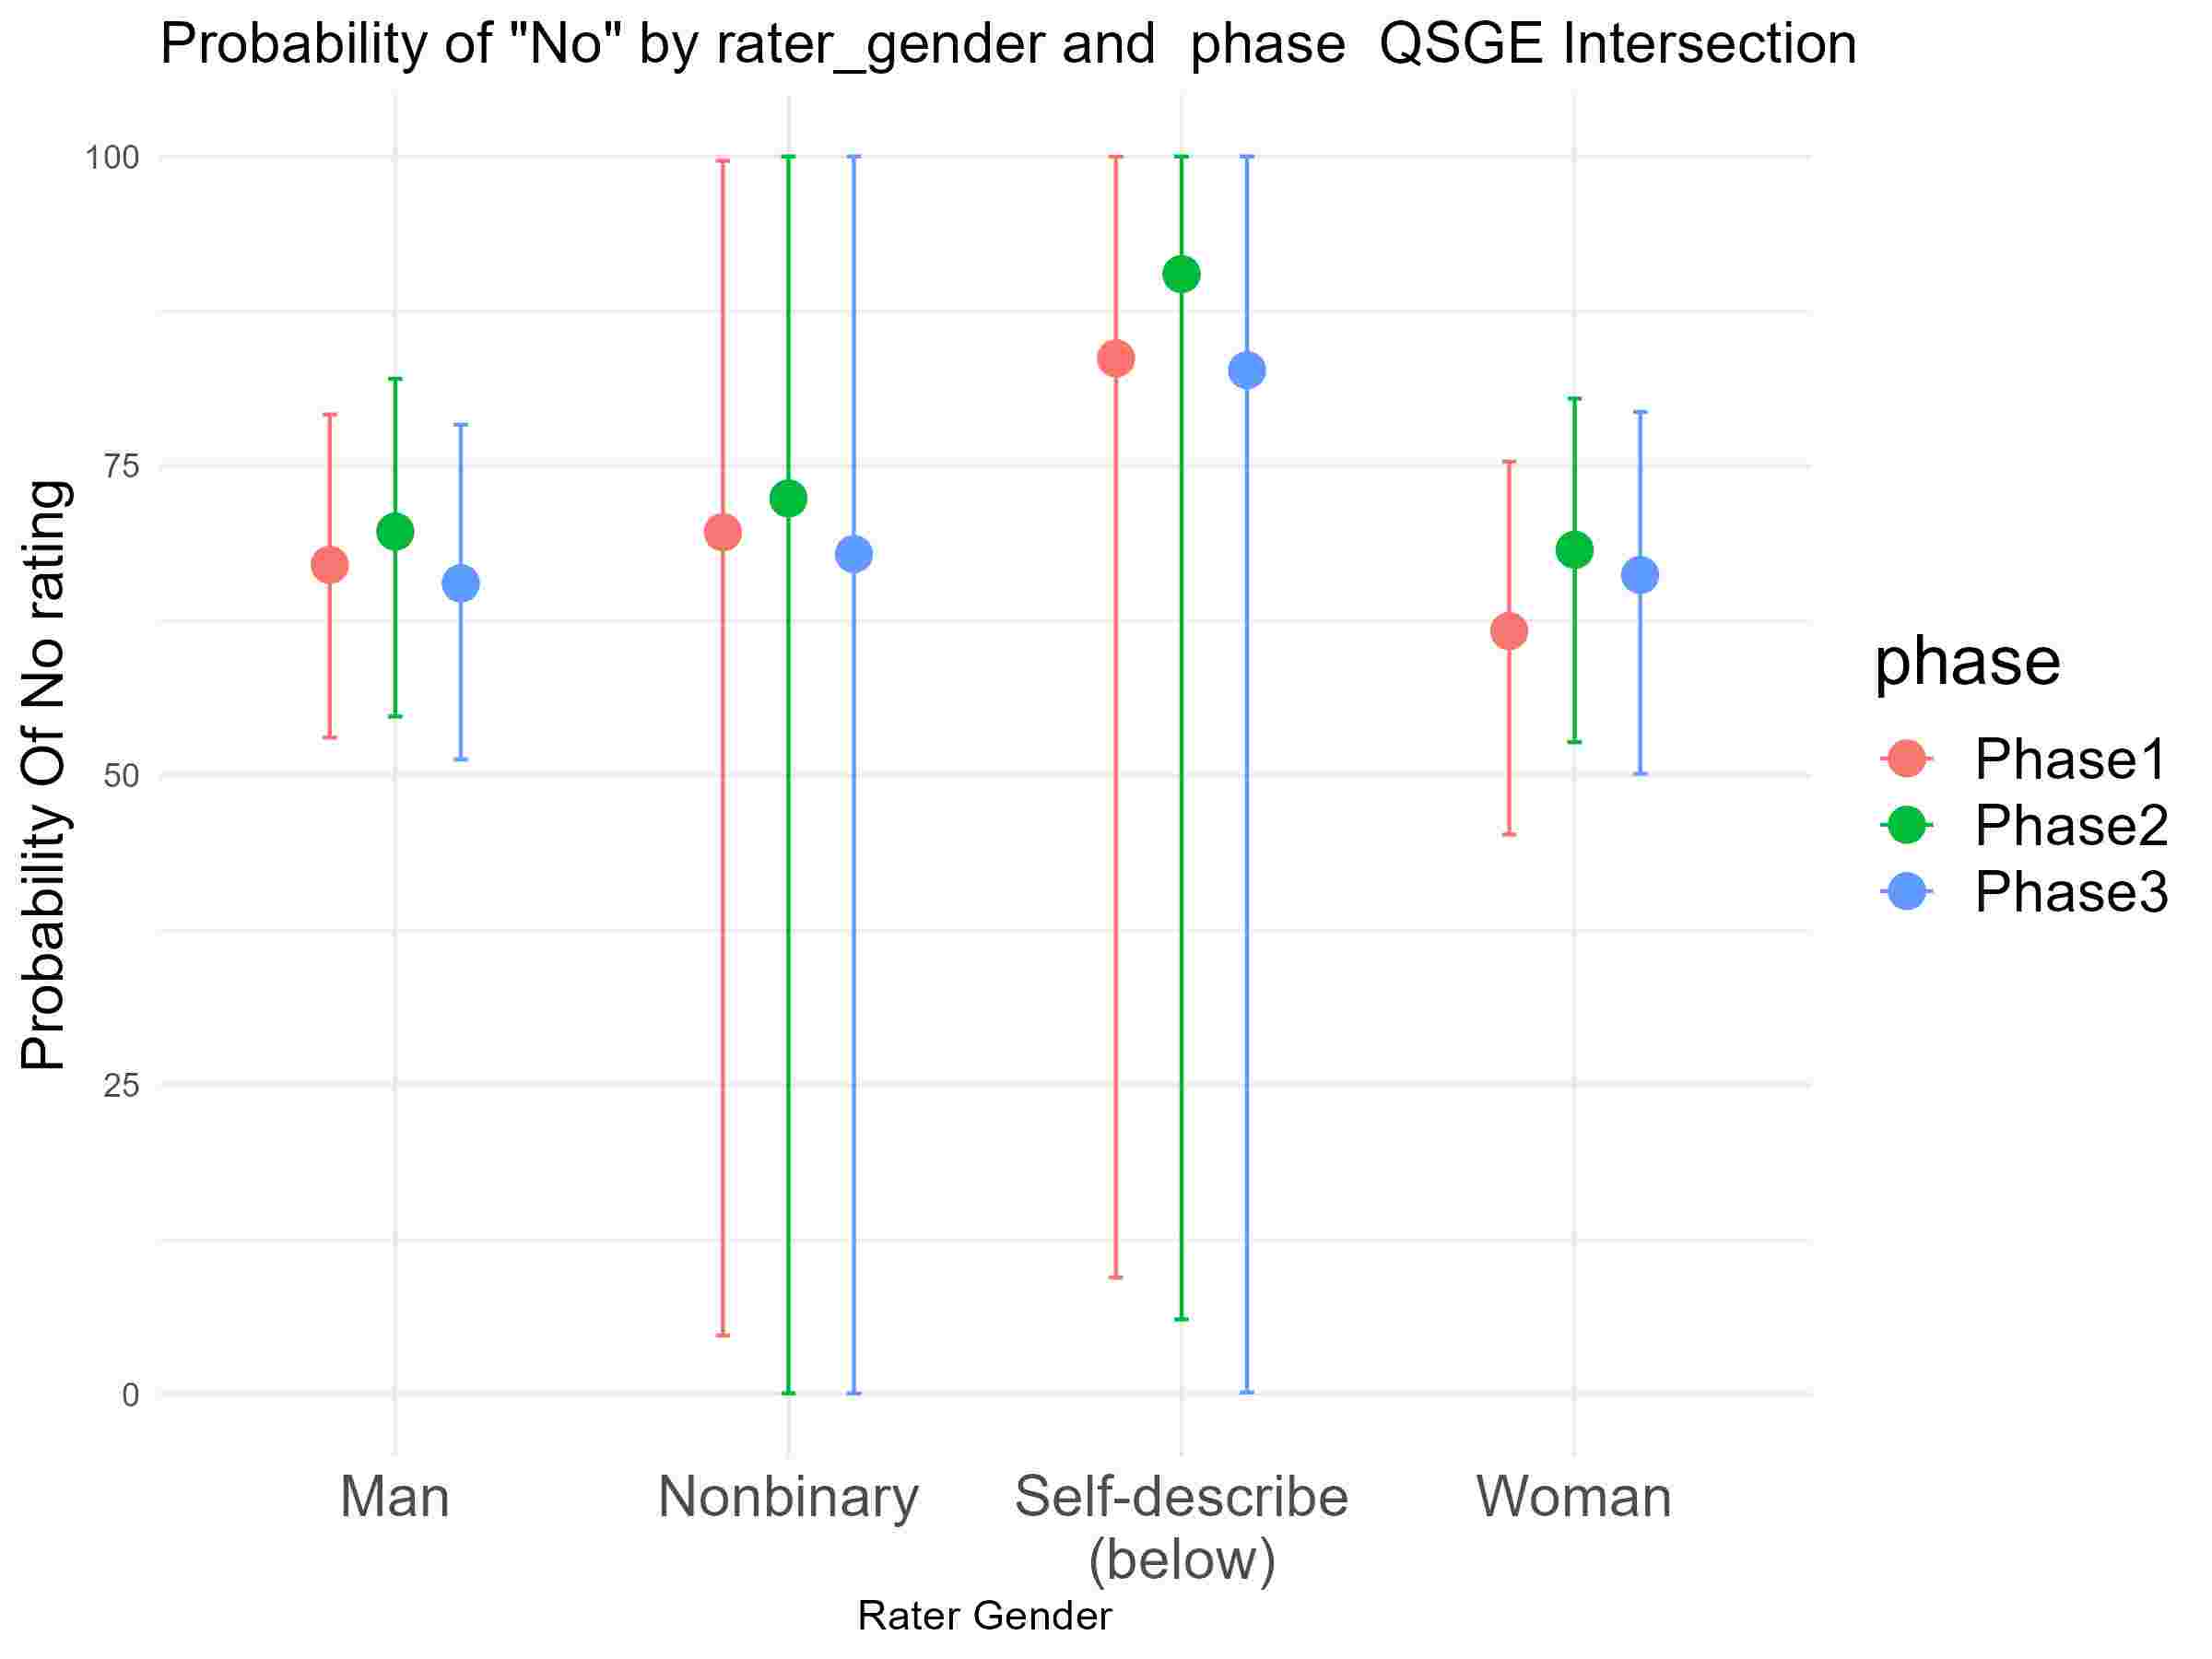 Probability of "No" by rater_gender and  phase  QSGE Intersection
Probability Of No rating
100
75
50
25
0
Man
Nonbinary
Self-describe
(below)
Woman
Rater Gender
phase
Phase1
Phase2
Phase3